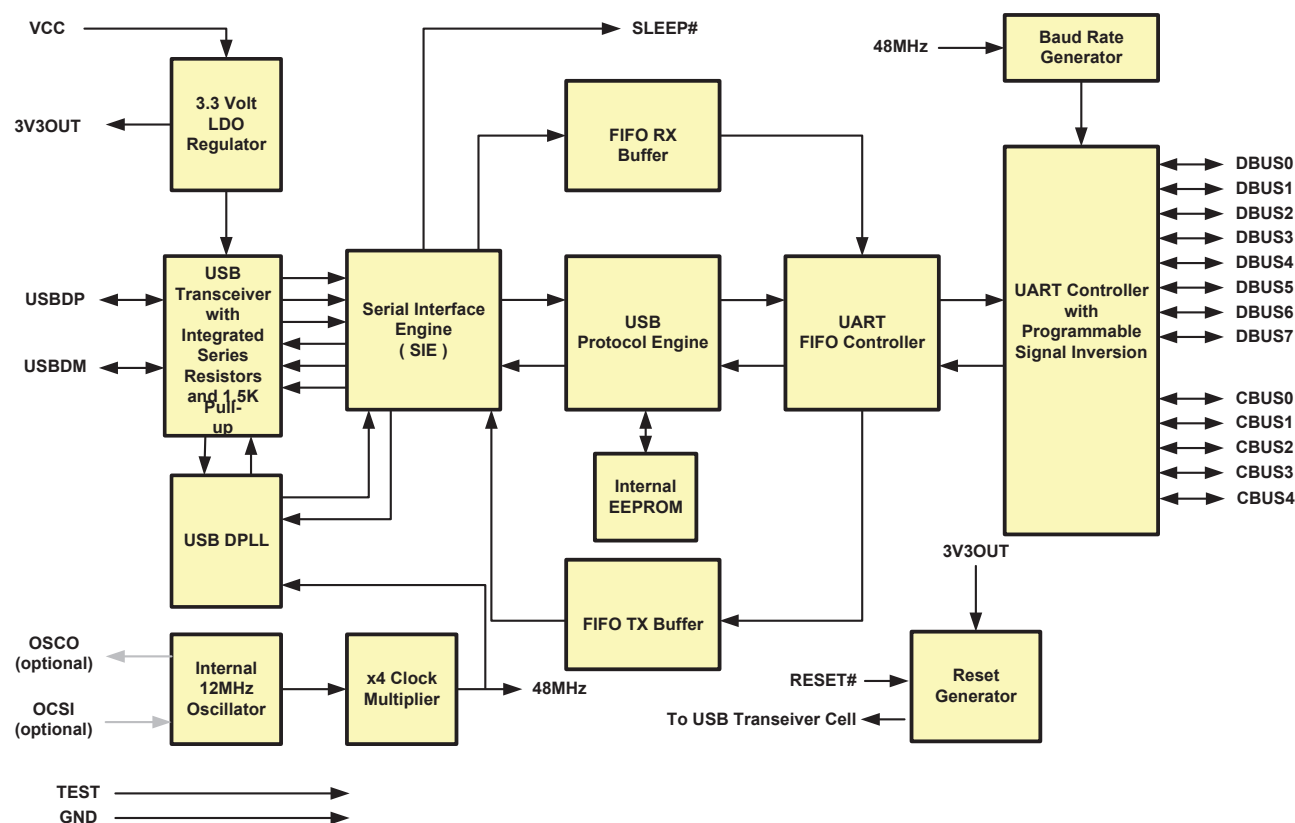 VCC
SLEEP#
48MHz
Baud Rate
Generator
3.3 Volt
LDO
Regulator
3V3OUT
FIFO RX
Buffer
DBUS0
DBUS1
DBUS2
DBUS3
DBUS4
DBUS5
DBUS6
DBUS7
CBUS0
CBUS1
CBUS2
CBUS3
CBUS4
USBDP
USBDM
USB
Transceiver
with
Integrated
Series
Resistors
and 1.5K
Pull-
up
Serial Interface
Engine
( SIE )
USB
Protocol Engine
UART
FIFO Controller
UART Controller
with
Programmable
Signal Inversion
Internal
EEPROM
USB DPLL
3V3OUT
FIFO TX Buffer
OSCO
(optional)
OCSI
(optional)
Internal
12MHz
Oscillator
x4 Clock
Multiplier
48MHz
RESET#
To USB Transeiver Cell
Reset
Generator
TEST
GND